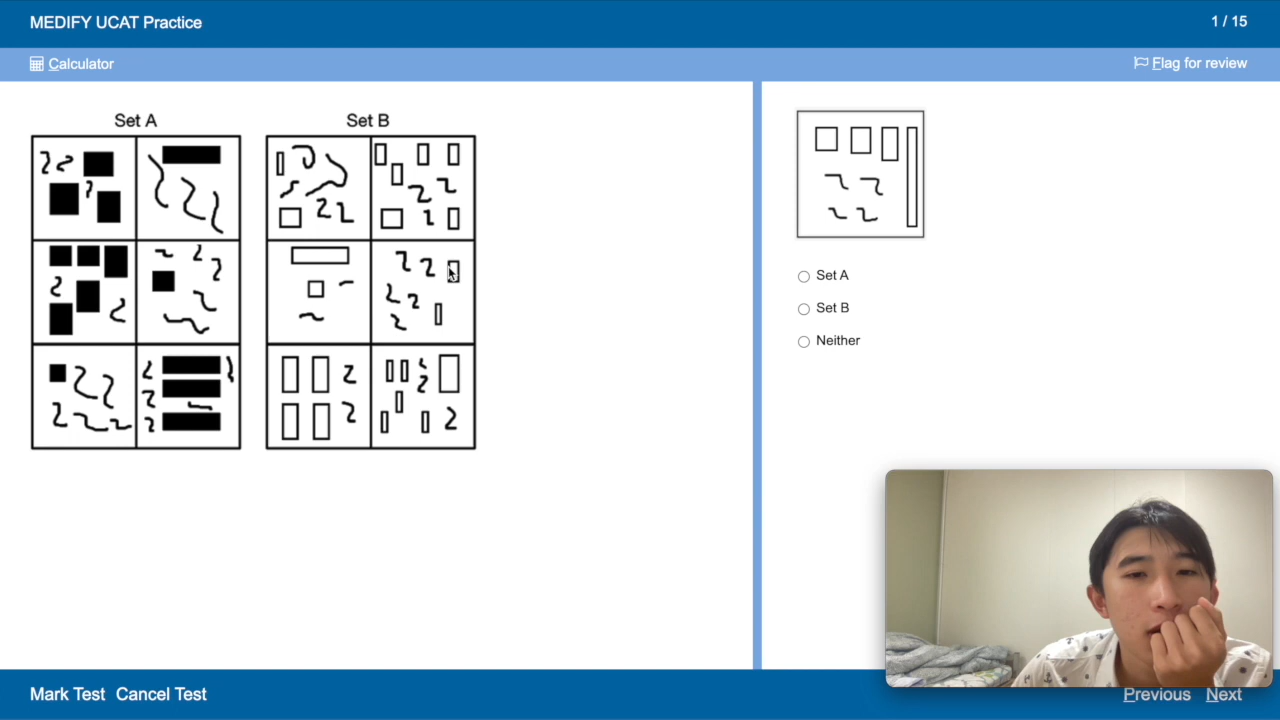 MEDIFY UCAT Practice
1 / 15
Calculator
Flag for review
Set A
Set B
Set A
Set B
Neither
Mark Test
Cancel Test
Previous
Next